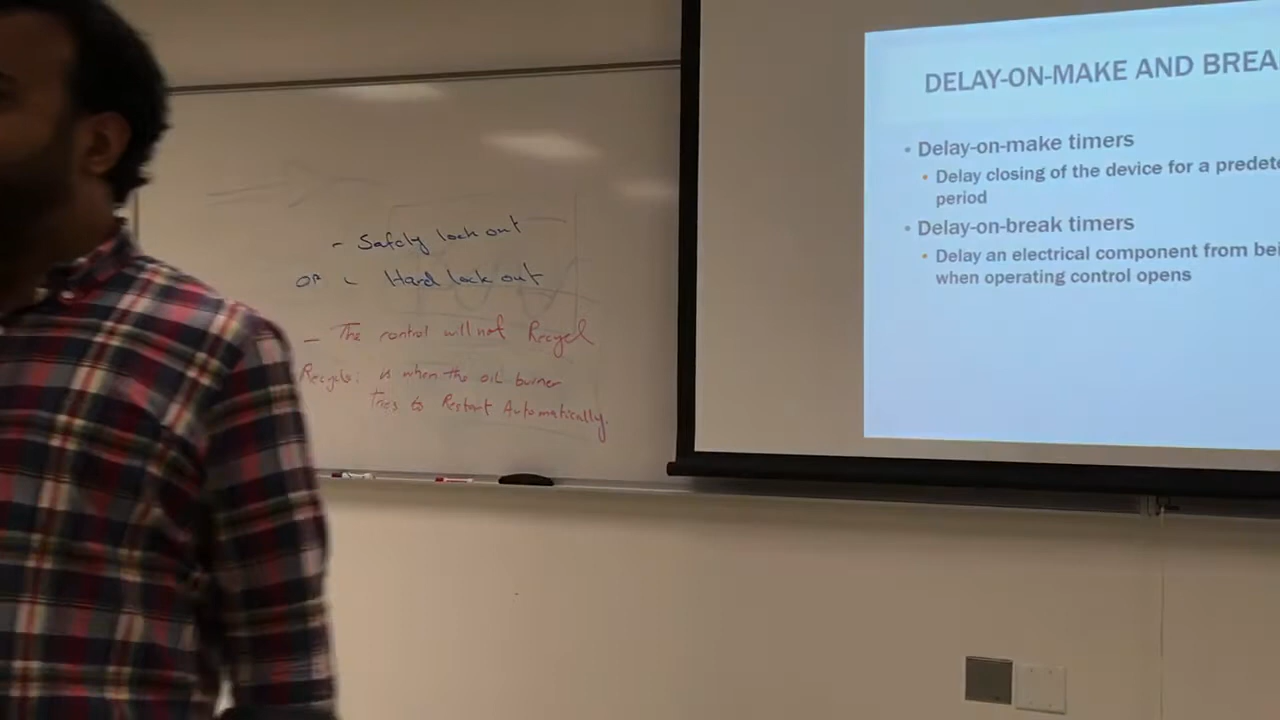 - Safety lock out
or - Hard lock out
- The control will not Recycl
Recycle: is when the oil burner
Tries to Restart Automatically.
DELAY-ON-MAKE AND BREA
• Delay-on-make timers
• Delay closing of the device for a predete
period
• Delay-on-break timers
• Delay an electrical component from bei
when operating control opens